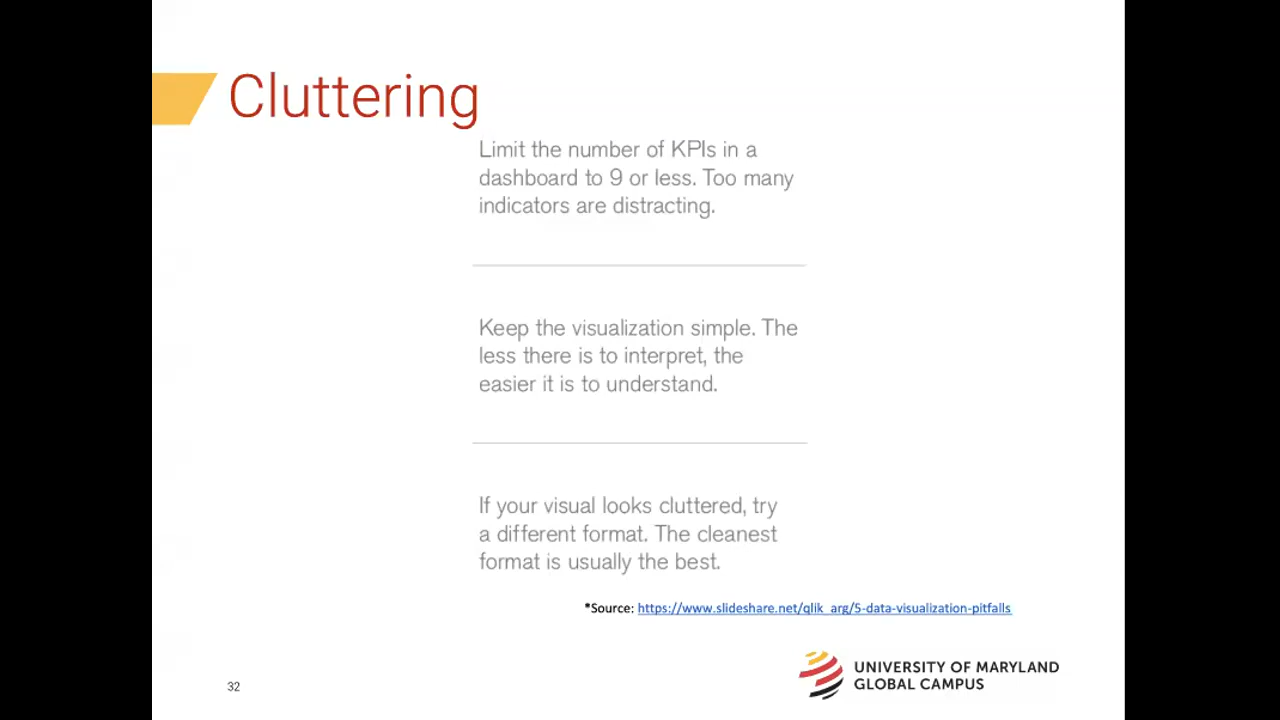 Cluttering
Limit the number of KPIs in a
dashboard to 9 or less. Too many
indicators are distracting.
Keep the visualization simple. The
less there is to interpret, the
easier it is to understand.
If your visual looks cluttered, try
a different format. The cleanest
format is usually the best.
*Source: https://www.slideshare.net/qlik_arg/5-data-visualization-pitfalls
UNIVERSITY OF MARYLAND
GLOBAL CAMPUS
32